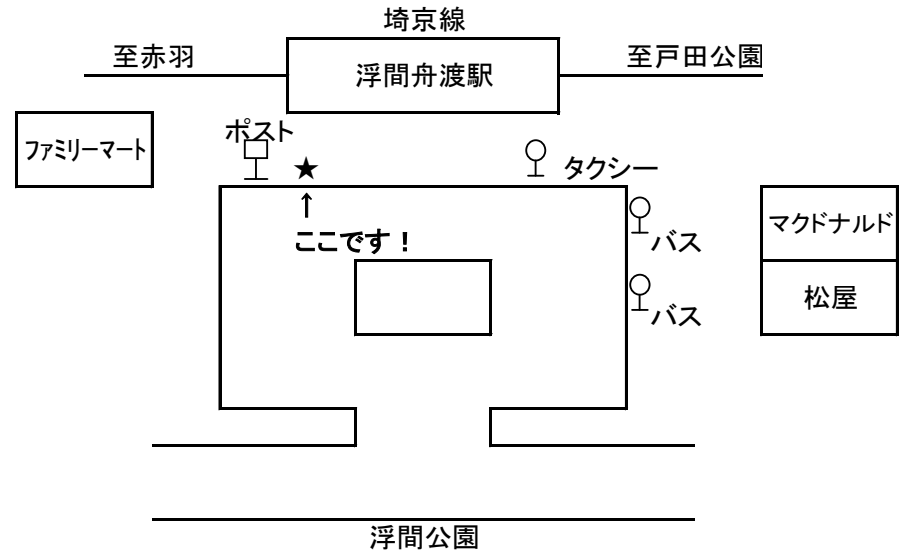 埼京線
至赤羽
浮間舟渡駅
至戸田公園
ファミリーマート
ポスト
★
タクシー
↑
ここです！
バス
マクドナルド
バス
松屋
浮間公園